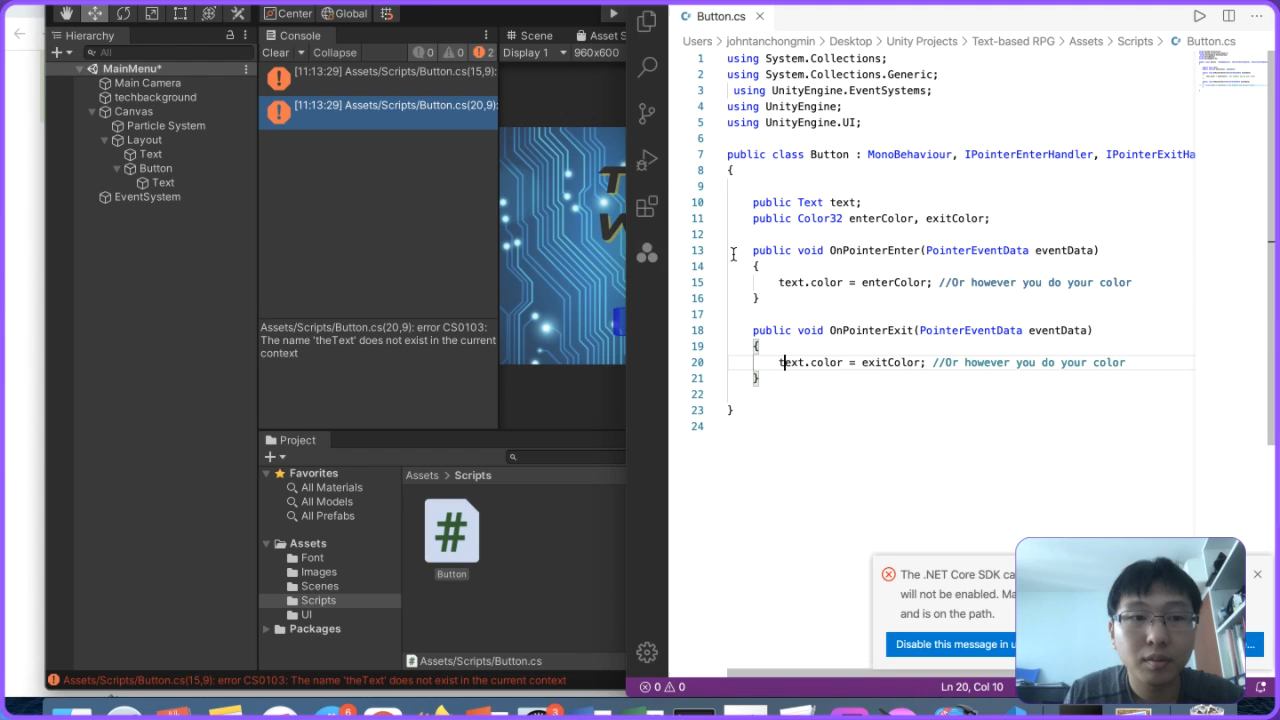 Center
Global
Hierarchy
All
MainMenu*
Main Camera
techbackground
Canvas
Particle System
Layout
Text
Button
Text
EventSystem
Console
Asset S
Clear
Collapse
0
0
2
[11:13:29] Assets/Scripts/Button.cs(15,9):
[11:13:29] Assets/Scripts/Button.cs(20,9):
Assets/Scripts/Button.cs(20,9): error CS0103:
The name 'theText' does not exist in the current
context
Scene
Display 1
960x600
Project
Favorites
All Materials
All Models
All Prefabs
Assets
Font
Images
Scenes
Scripts
UI
Packages
Assets > Scripts
#
Button
Assets/Scripts/Button.cs
Assets/Scripts/Button.cs(15,9): error CS0103: The name 'theText' does not exist in the current context
Button.cs
Users > johntanchongmin > Desktop > Unity Projects > Text-based RPG > Assets > Scripts > Button.cs
1 using System.Collections;
2 using System.Collections.Generic;
3 using UnityEngine.EventSystems;
4 using UnityEngine;
5 using UnityEngine.UI;
6
7 public class Button : MonoBehaviour, IPointerEnterHandler, IPointerExitHa
8 {
9
10 public Text text;
11 public Color32 enterColor, exitColor;
12
13 public void OnPointerEnter(PointerEventData eventData)
14 {
15 text.color = enterColor; //Or however you do your color
16 }
17
18 public void OnPointerExit(PointerEventData eventData)
19 {
20 text.color = exitColor; //Or however you do your color
21 }
22
23 }
24
The .NET Core SDK ca
will not be enabled. Ma
and is on the path.
Disable this message in
0 0
Ln 20, Col 10
6
3